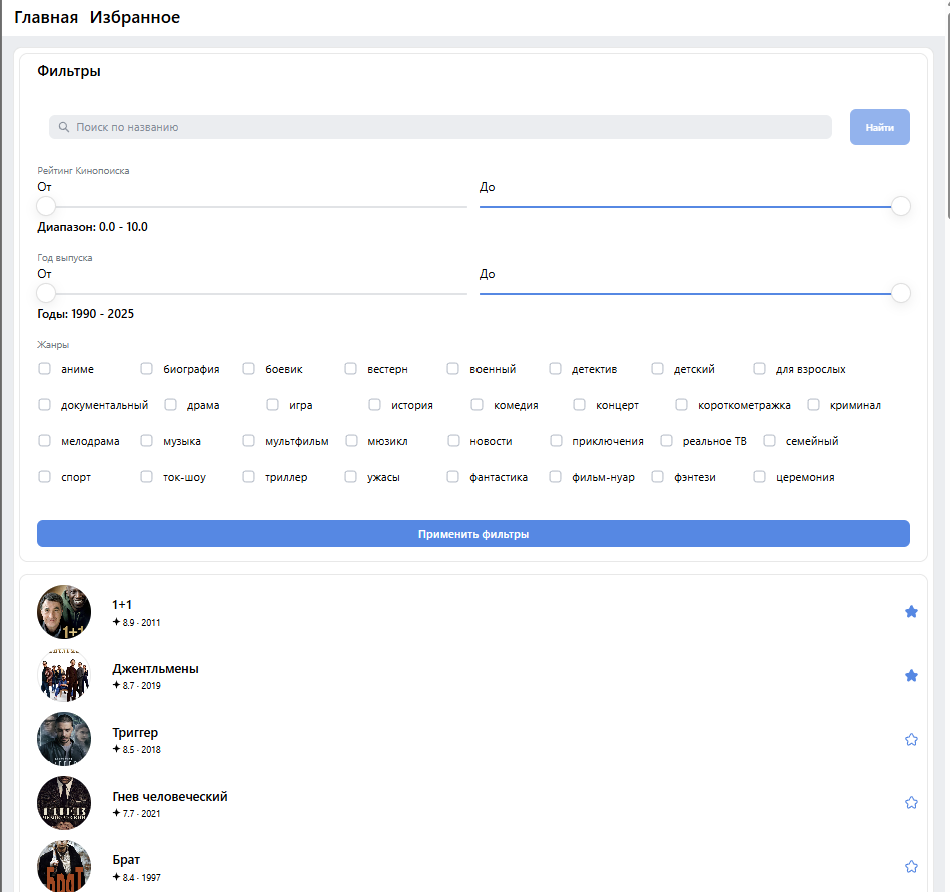 Главная Избранное
Фильтры
Поиск по названию
Найти
Рейтинг Кинопоиска
От До
Диапазон: 0.0 - 10.0
Год выпуска
От До
Годы: 1990 - 2025
Жанры
аниме биография боевик вестерн военный детектив детский для взрослых
документальный драма игра история комедия концерт короткометражка криминал
мелодрама музыка мультфильм мюзикл новости приключения реальное ТВ семейный
спорт ток-шоу триллер ужасы фантастика фильм-нуар фэнтези церемония
Применить фильтры
1+1
1+1
8.9 · 2011
Джентльмены
8.7 · 2019
Триггер
8.5 · 2018
Гнев человеческий
7.7 · 2021
Брат
8.4 · 1997